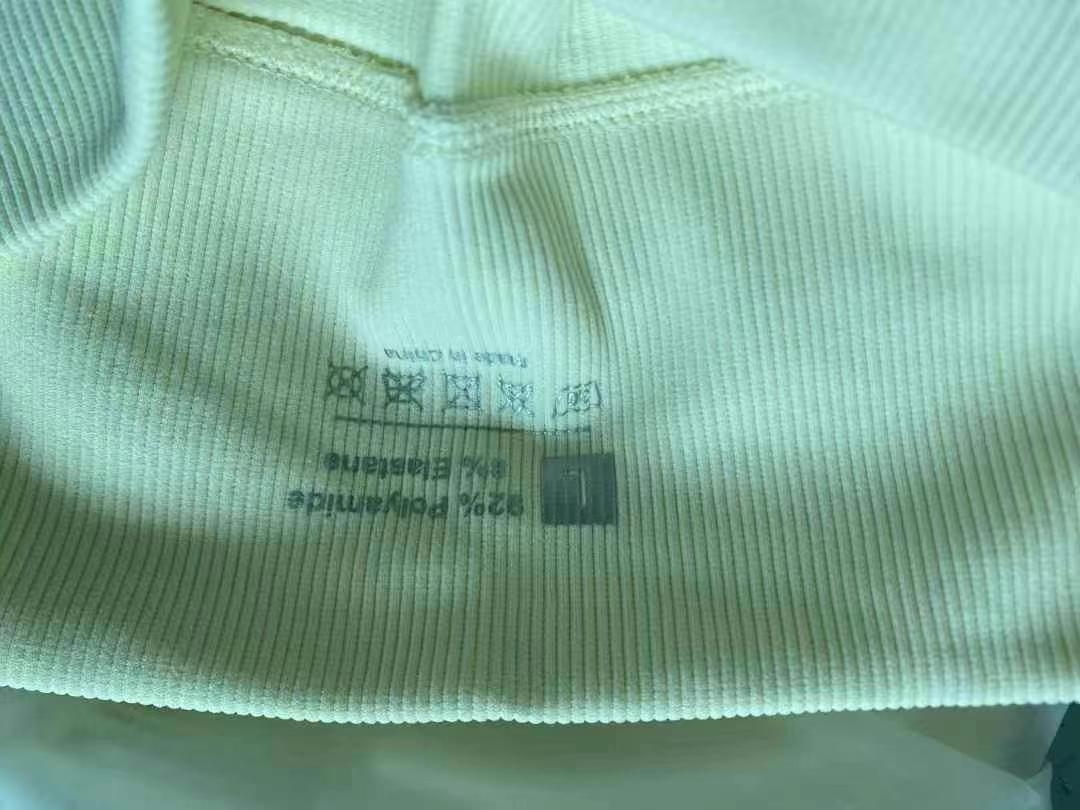 L
92% Polyamide
8% Elastane
Made in China